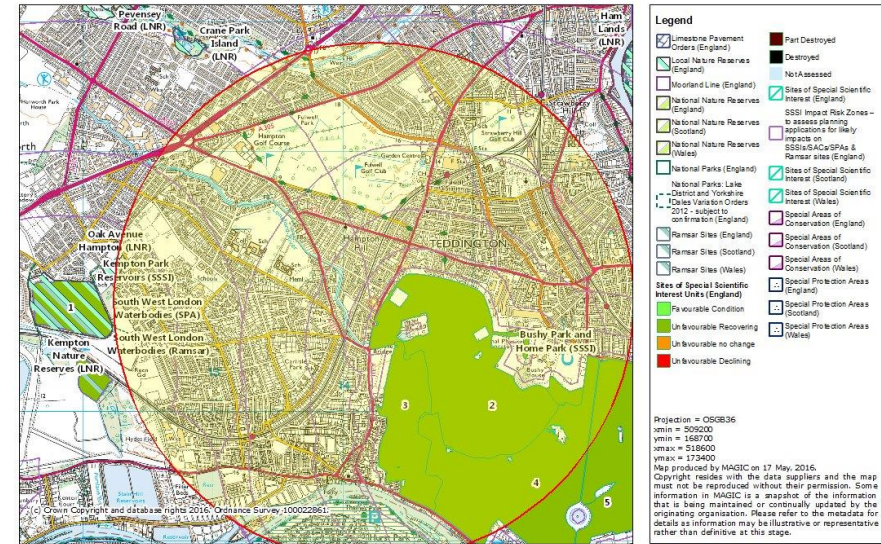 Pevensey
Road (LNR)
Crane Park
Island
(LNR)
Ham
Lands
(LNR)
Strawberry
Hill
Fulwell
Park
A305
Hampton
Golf Course
Garden Centre
Fulwell
Golf Club
Strawberry Hill
Golf Club
Oak Avenue
Hampton (LNR)
Kempton Park
Reservoirs (SSSI)
Hampton
Hill
TEDDINGTON
1
South West London
Waterbodies (SPA)
South West London
Waterbodies (Ramsar)
Kempton
Nature
Reserves (LNR)
Bushy Park and
Home Park (SSSI)
3
2
4
5
(c) Crown Copyright and database rights 2016. Ordnance Survey 100022861.
Legend
Limestone Pavement
Orders (England)
Local Nature Reserves
(England)
Moorland Line (England)
National Nature Reserves
(England)
National Nature Reserves
(Scotland)
National Nature Reserves
(Wales)
National Parks (England)
National Parks: Lake
District and Yorkshire
Dales Variation Orders
2012 - subject to
confirmation (England)
Ramsar Sites (England)
Ramsar Sites (Scotland)
Ramsar Sites (Wales)
Sites of Special Scientific
Interest Units (England)
Favourable Condition
Unfavourable Recovering
Unfavourable no change
Unfavourable Declining
Part Destroyed
Destroyed
Not Assessed
Sites of Special Scientific
Interest (England)
SSSI Impact Risk Zones –
to assess planning
applications for likely
impacts on
SSSIs/SACs/SPAs &
Ramsar sites (England)
Sites of Special Scientific
Interest (Scotland)
Sites of Special Scientific
Interest (Wales)
Special Areas of
Conservation (England)
Special Areas of
Conservation (Scotland)
Special Areas of
Conservation (Wales)
Special Protection Areas
(England)
Special Protection Areas
(Scotland)
Special Protection Areas
(Wales)
Projection = OSGB36
xmin = 509200
ymin = 168700
xmax = 518600
ymax = 173400
Map produced by MAGIC on 17 May, 2016.
Copyright resides with the data suppliers and the map
must not be reproduced without their permission. Some
information in MAGIC is a snapshot of the information
that is being maintained or continually updated by the
originating organisation. Please refer to the metadata for
details as information may be illustrative or representative
rather than definitive at this stage.